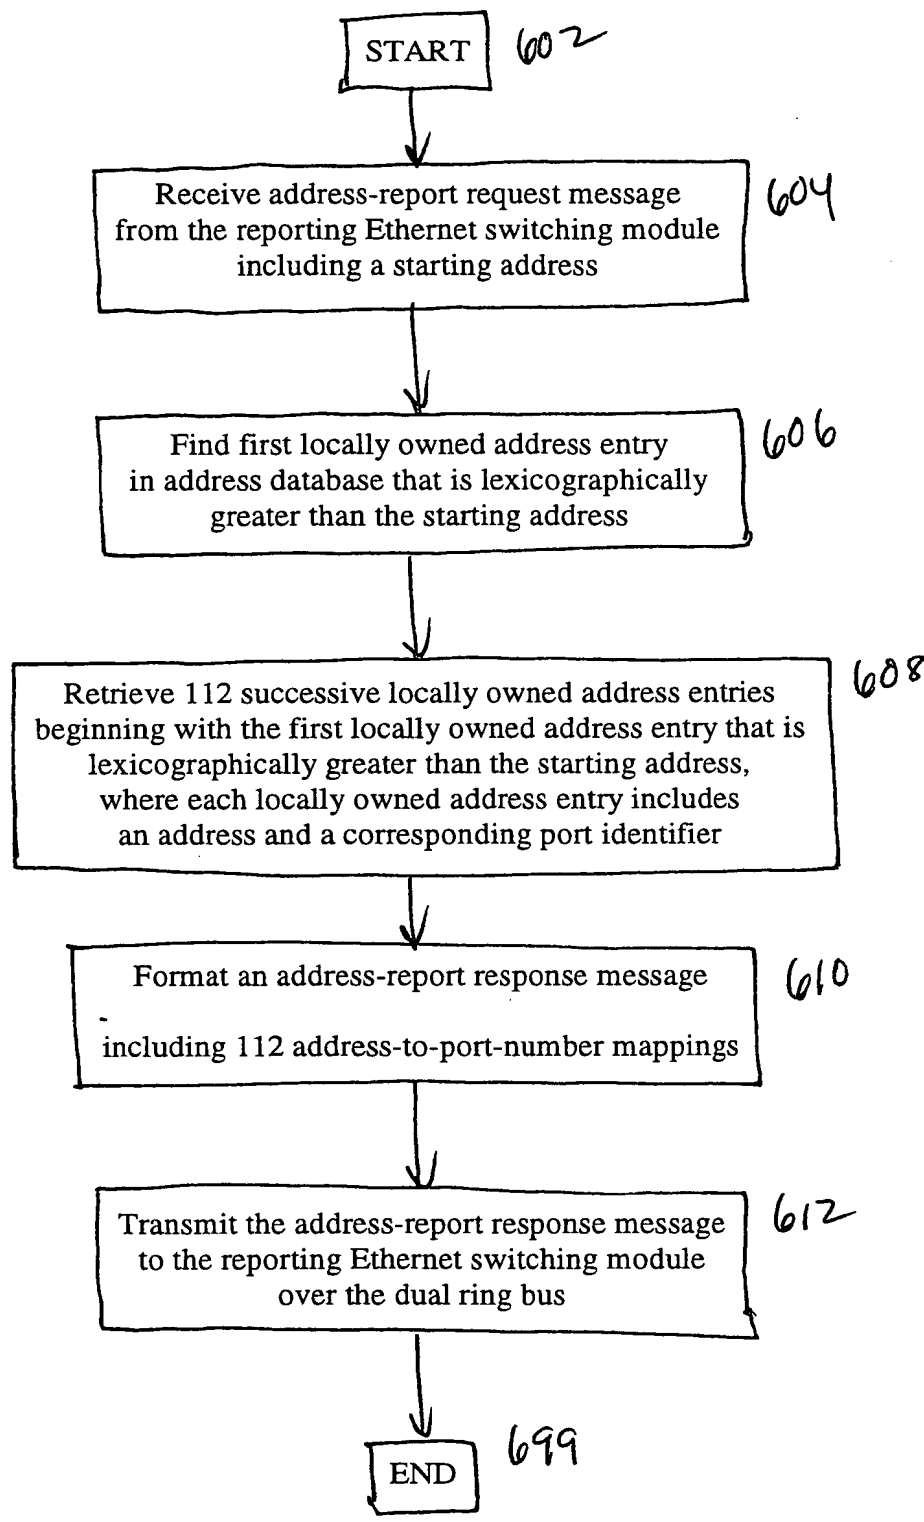 START 602
Receive address-report request message
from the reporting Ethernet switching module
including a starting address
604
Find first locally owned address entry
in address database that is lexicographically
greater than the starting address
606
Retrieve 112 successive locally owned address entries
beginning with the first locally owned address entry that is
lexicographically greater than the starting address,
where each locally owned address entry includes
an address and a corresponding port identifier
608
Format an address-report response message
including 112 address-to-port-number mappings
610
Transmit the address-report response message
to the reporting Ethernet switching module
over the dual ring bus
612
END 699